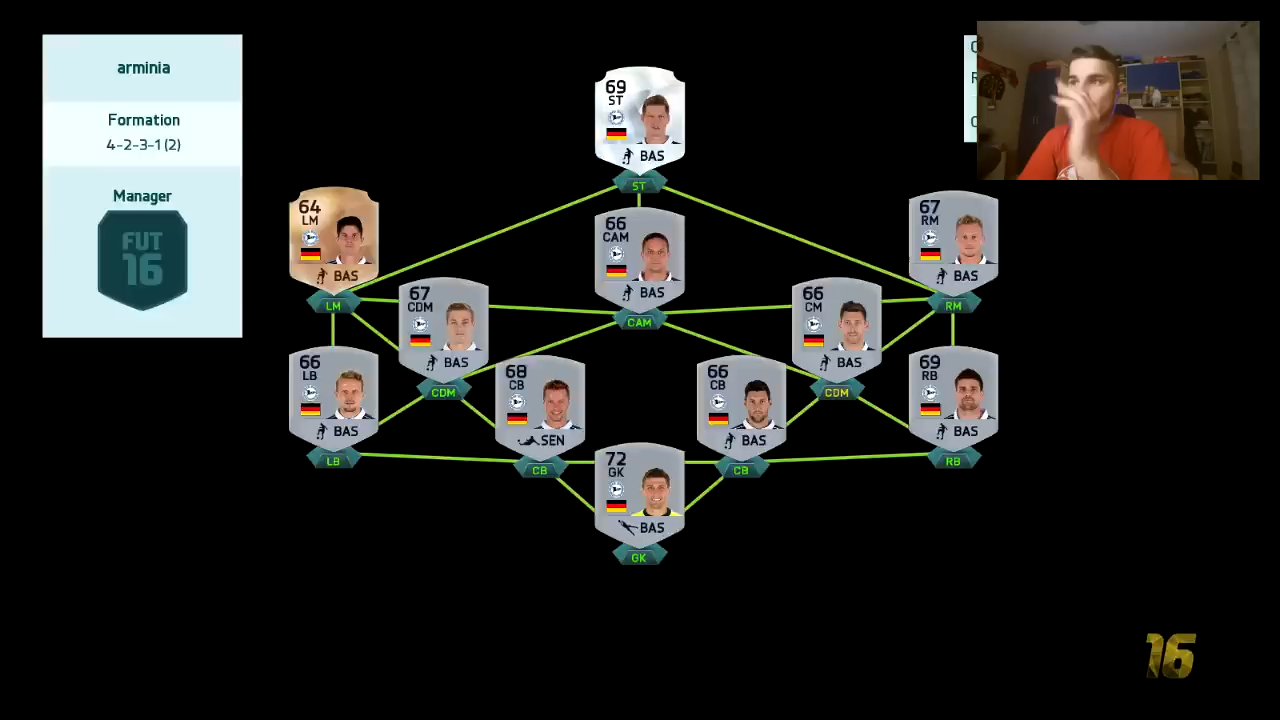 arminia
Formation
4-2-3-1 (2)
Manager
FUT
16
69
ST
BAS
ST
64
LM
BAS
LM
66
CAM
BAS
CAM
67
RM
BAS
RM
67
CDM
BAS
CDM
66
CM
BAS
CDM
66
LB
BAS
LB
68
CB
SEN
CB
66
CB
BAS
CB
69
RB
BAS
RB
72
GK
BAS
GK
16